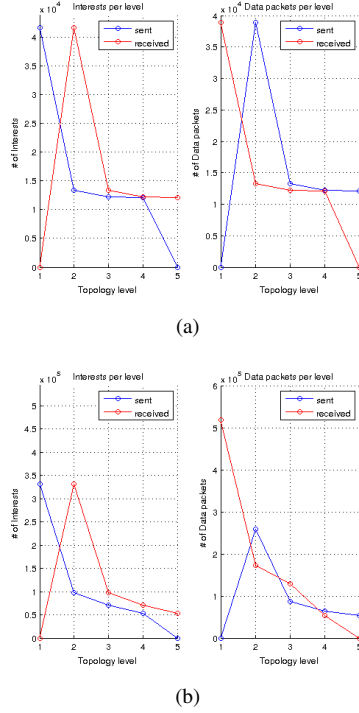 x 10^4 Interests per level
sent
received
4
3.5
3
2.5
2
1.5
1
0.5
0
# of Interests
1 2 3 4 5
Topology level
x 10^4 Data packets per level
sent
received
4
3.5
3
2.5
2
1.5
1
0.5
0
# of Data packets
1 2 3 4 5
Topology level
(a)
x 10^5 Interests per level
sent
received
4.5
4
3.5
3
2.5
2
1.5
1
0.5
0
# of Interests
1 2 3 4 5
Topology level
x 10^5 Data packets per level
sent
received
6
5
4
3
2
1
0
# of Data packets
1 2 3 4 5
Topology level
(b)